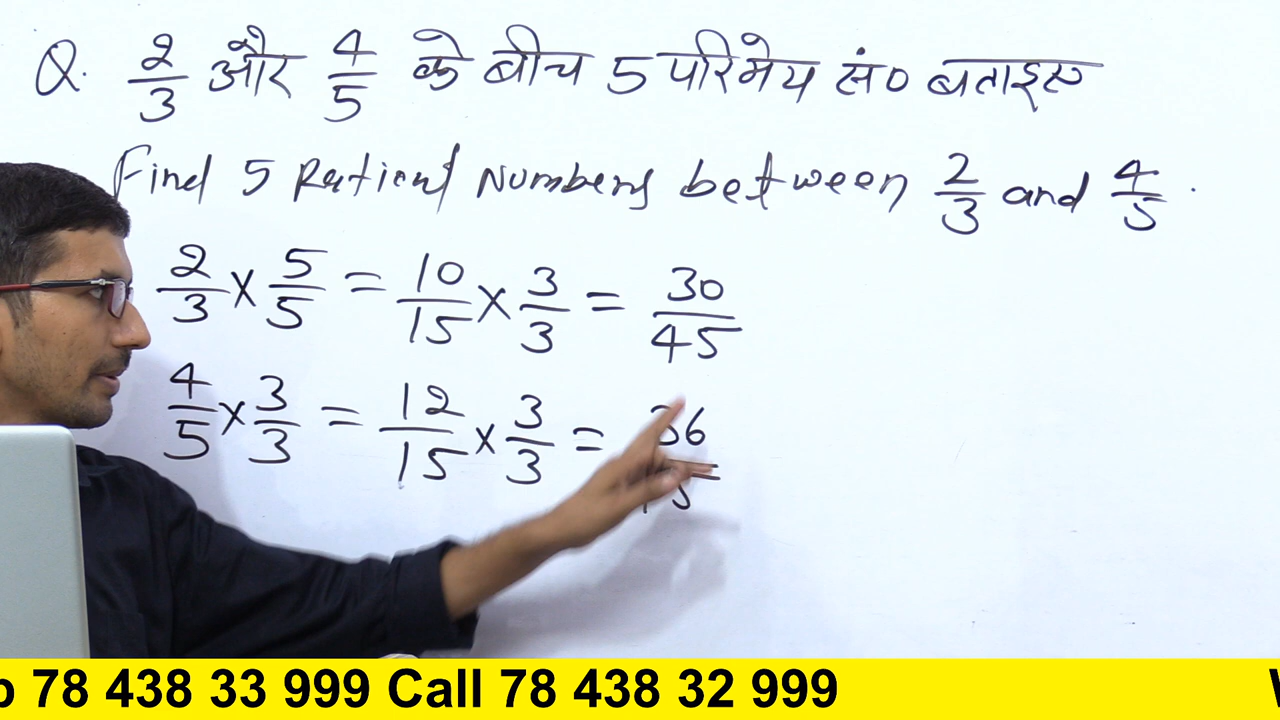 Q. 2/3 और 4/5 के बीच 5 परिमेय सं० बताइए
Find 5 Rational Numbers between 2/3 and 4/5.
2/3 × 5/5 = 10/15 × 3/3 = 30/45
4/5 × 3/3 = 12/15 × 3/3 = 36
78 438 33 999 Call 78 438 32 999